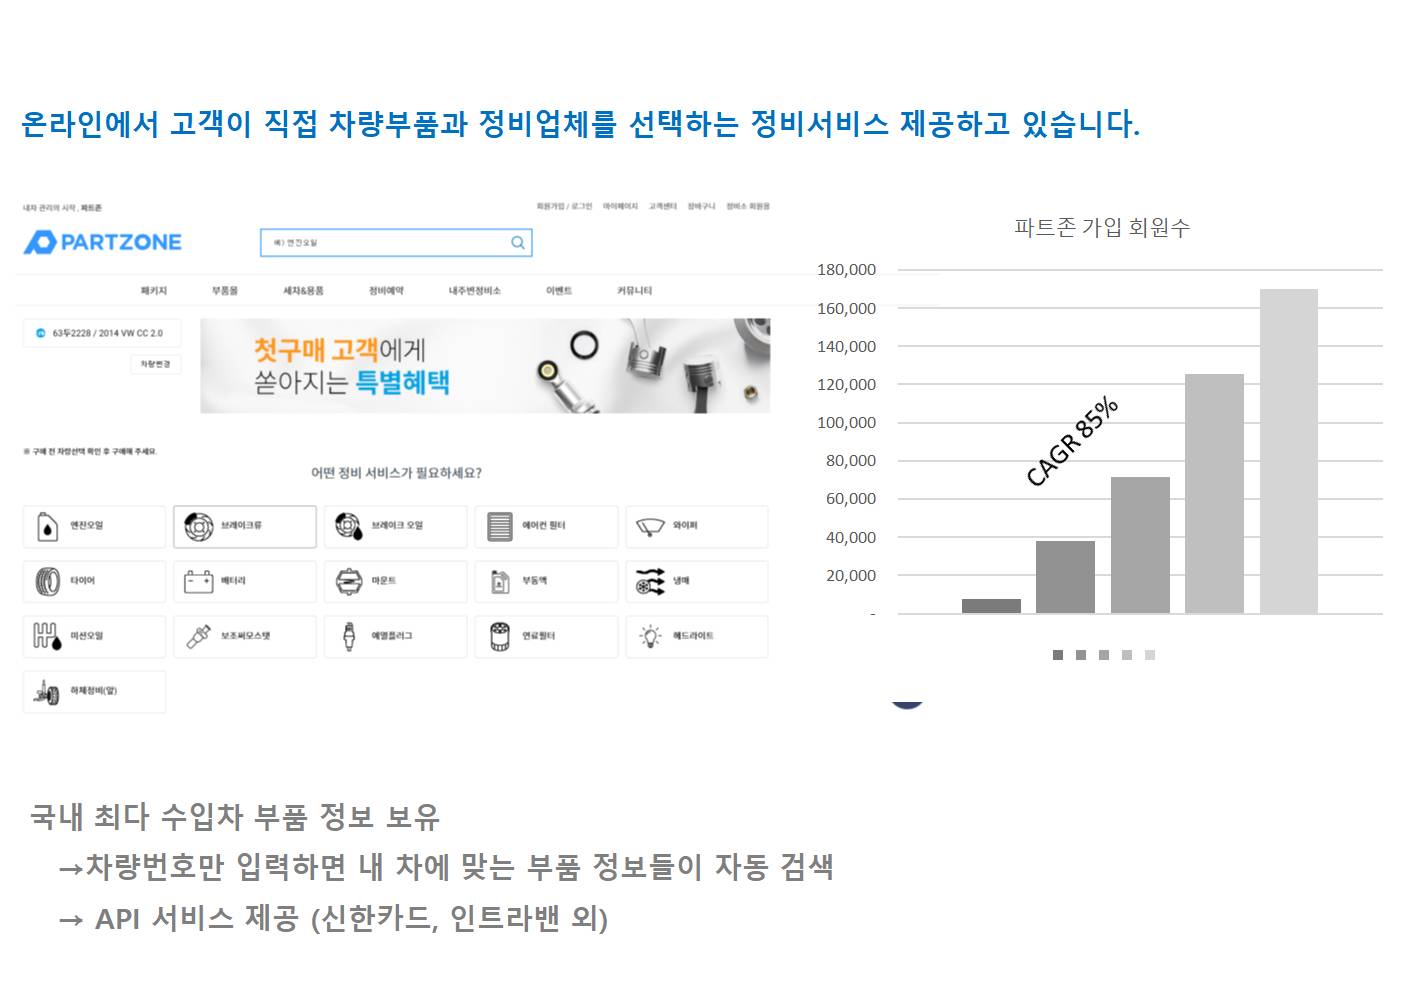 온라인에서 고객이 직접 차량부품과 정비업체를 선택하는 정비서비스 제공하고 있습니다.
내차 관리의 시작, 파트존
회원가입 / 로그인 마이페이지 고객센터 장바구니 정비소 회원용
PARTZONE
예) 엔진오일
패키지 부품몰 세차&용품 정비예약 내주변정비소 이벤트 커뮤니티
63두2228 / 2014 VW CC 2.0
차량변경
첫구매 고객에게
쏟아지는 특별혜택
※ 구매 전 차량선택 확인 후 구매해 주세요.
어떤 정비 서비스가 필요하세요?
엔진오일 브레이크류 브레이크 오일 에어컨 필터 와이퍼
타이어 배터리 마운트 부동액 냉매
미션오일 보조써모스탯 예열플러그 연료필터 헤드라이트
하체정비(앞)
파트존 가입 회원수
180,000
160,000
140,000
120,000
100,000
80,000
60,000
40,000
20,000
-
CAGR 85%
국내 최다 수입차 부품 정보 보유
→차량번호만 입력하면 내 차에 맞는 부품 정보들이 자동 검색
→ API 서비스 제공 (신한카드, 인트라밴 외)